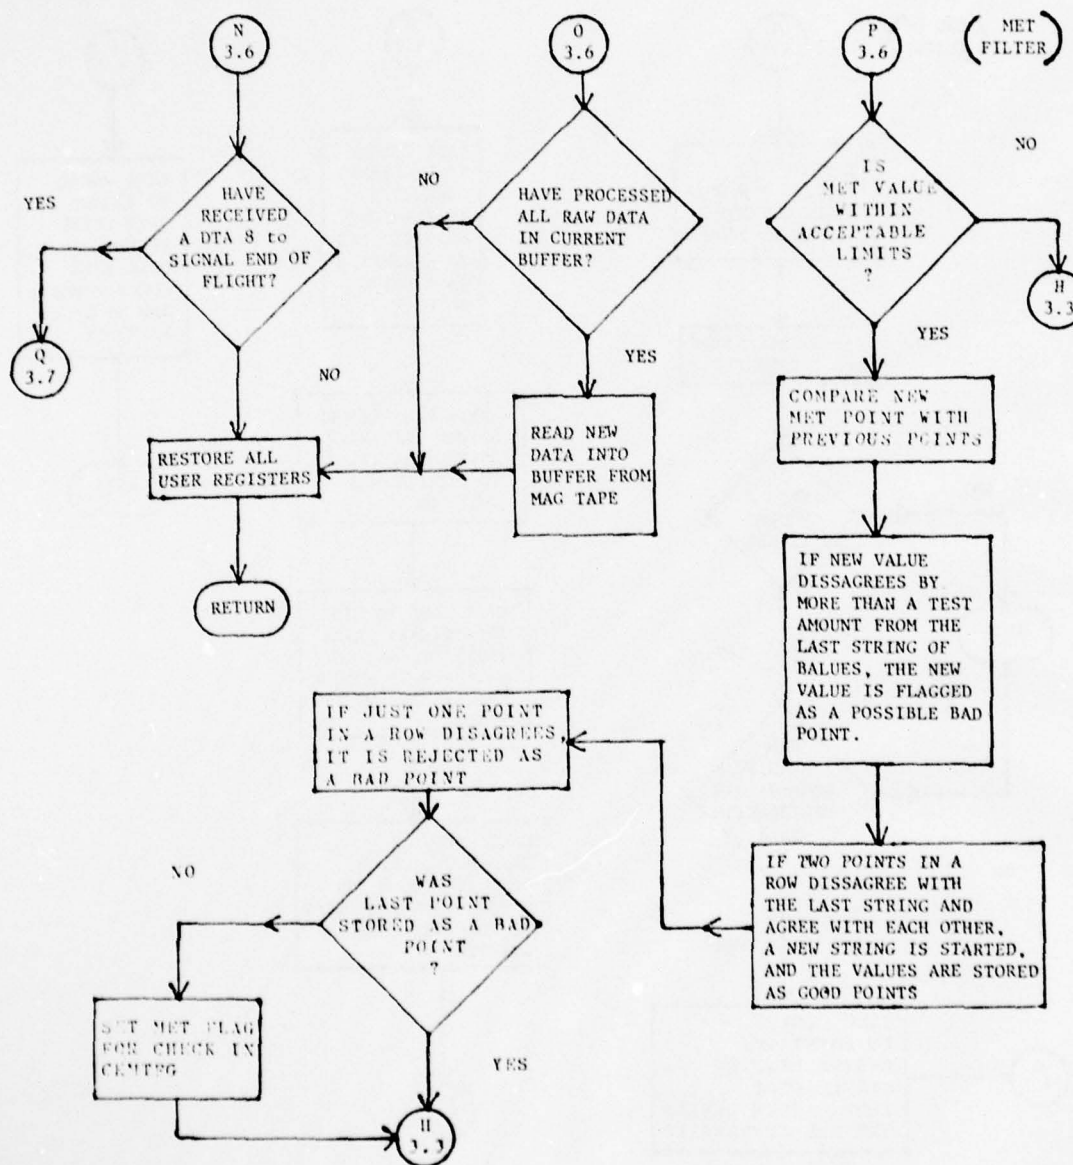 N
3.6
O
3.6
P
3.6
(MET
FILTER)
YES
HAVE
RECEIVED
A DTA 8 to
SIGNAL END OF
FLIGHT?
NO
HAVE PROCESSED
ALL RAW DATA
IN CURRENT
BUFFER?
IS
MET VALUE
WITHIN
ACCEPTABLE
LIMITS
?
NO
H
3.3
Q
3.7
NO
YES
YES
RESTORE ALL
USER REGISTERS
READ NEW
DATA INTO
BUFFER FROM
MAG TAPE
COMPARE NEW
MET POINT WITH
PREVIOUS POINTS
RETURN
IF NEW VALUE
DISSAGREES BY
MORE THAN A TEST
AMOUNT FROM THE
LAST STRING OF
BALUES, THE NEW
VALUE IS FLAGGED
AS A POSSIBLE BAD
POINT.
IF JUST ONE POINT
IN A ROW DISAGREES,
IT IS REJECTED AS
A BAD POINT
IF TWO POINTS IN A
ROW DISSAGREE WITH
THE LAST STRING AND
AGREE WITH EACH OTHER,
A NEW STRING IS STARTED,
AND THE VALUES ARE STORED
AS GOOD POINTS
NO
WAS
LAST POINT
STORED AS A BAD
POINT
?
SET MET FLAG
FOR CHECK IN
YES
H
3.3